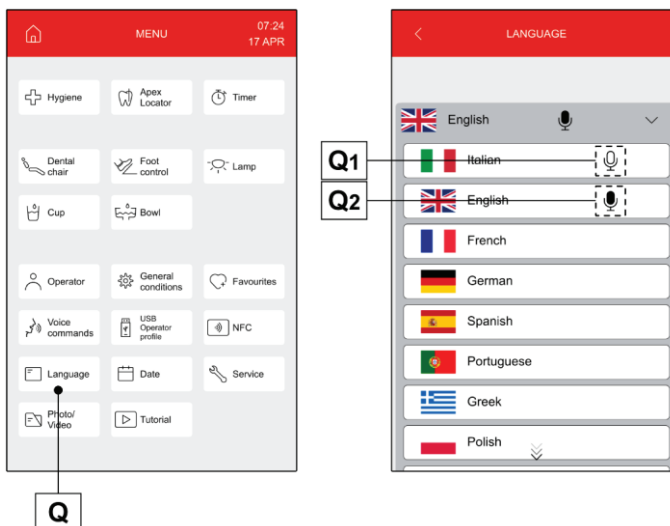 MENU
07:24
17 APR
Hygiene
Apex
Locator
Timer
Dental
chair
Foot
control
Lamp
Cup
Bowl
Operator
General
conditions
Favourites
Voice
commands
USB
Operator
profile
NFC
Language
Date
Service
Photo/
Video
Tutorial
Q
LANGUAGE
English
Q1
Italian
Q2
English
French
German
Spanish
Portuguese
Greek
Polish